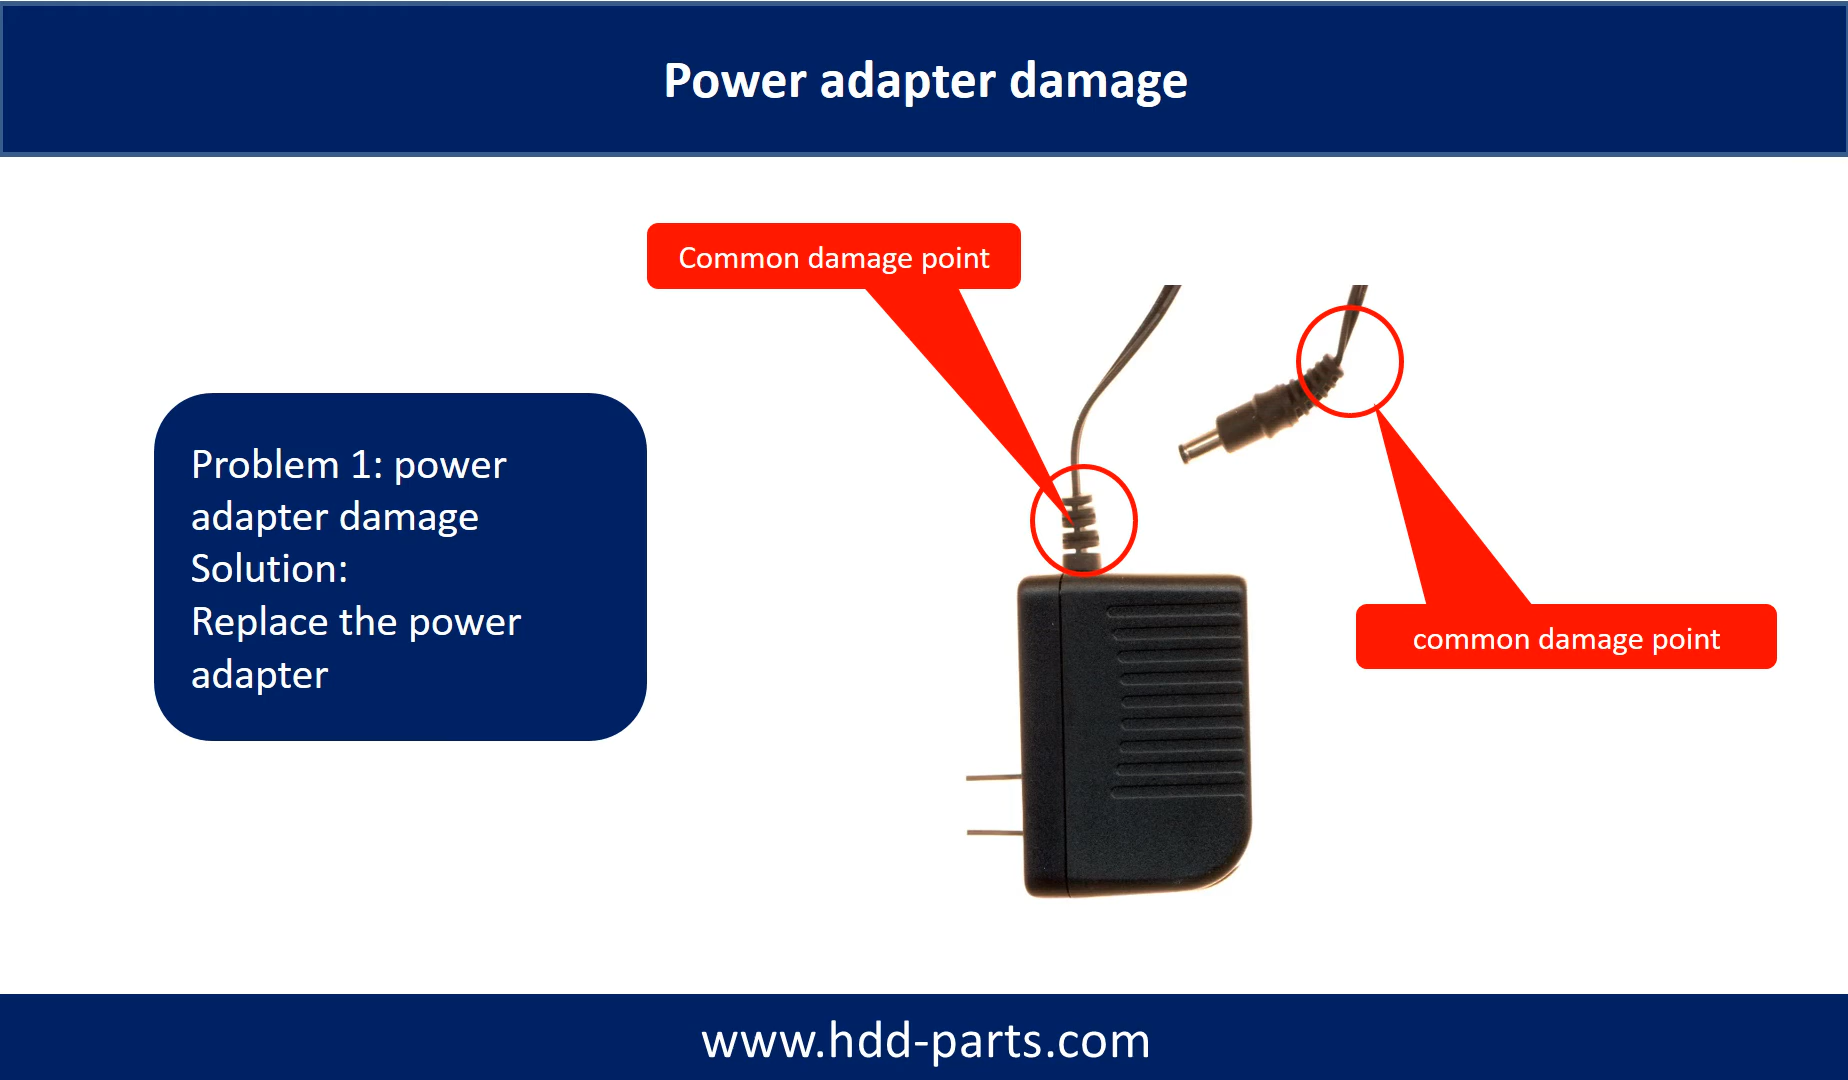 Power adapter damage
Common damage point
Problem 1: power
adapter damage
Solution:
Replace the power
adapter
common damage point
www.hdd-parts.com